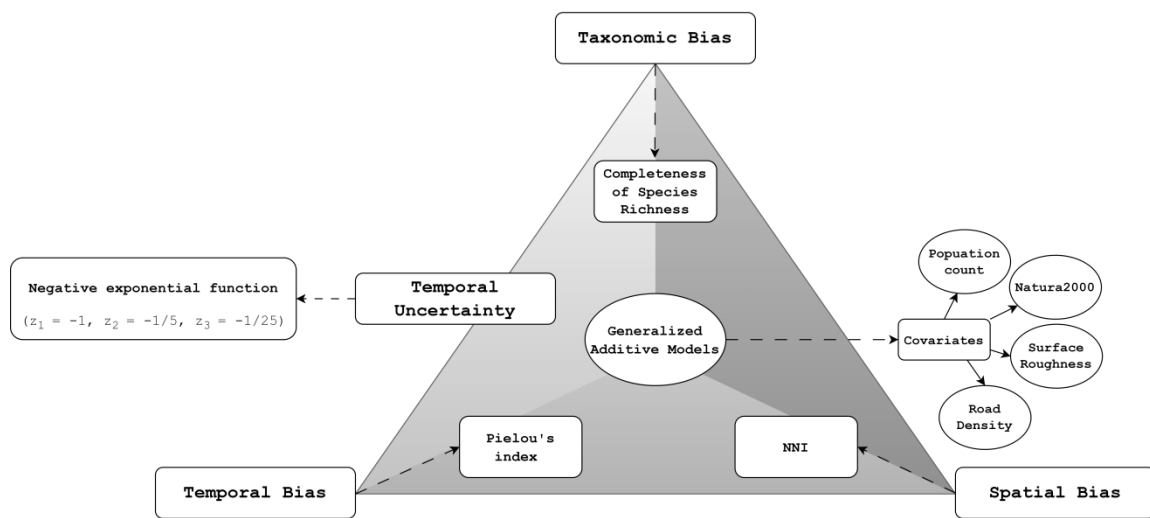 Taxonomic Bias
Completeness
of Species
Richness
Popuation
count
Natura2000
Negative exponential function
(z₁ = -1, z₂ = -1/5, z₃ = -1/25)
Temporal
Uncertainty
Generalized
Additive Models
Covariates
Surface
Roughness
Road
Density
Pielou's
index
NNI
Temporal Bias
Spatial Bias